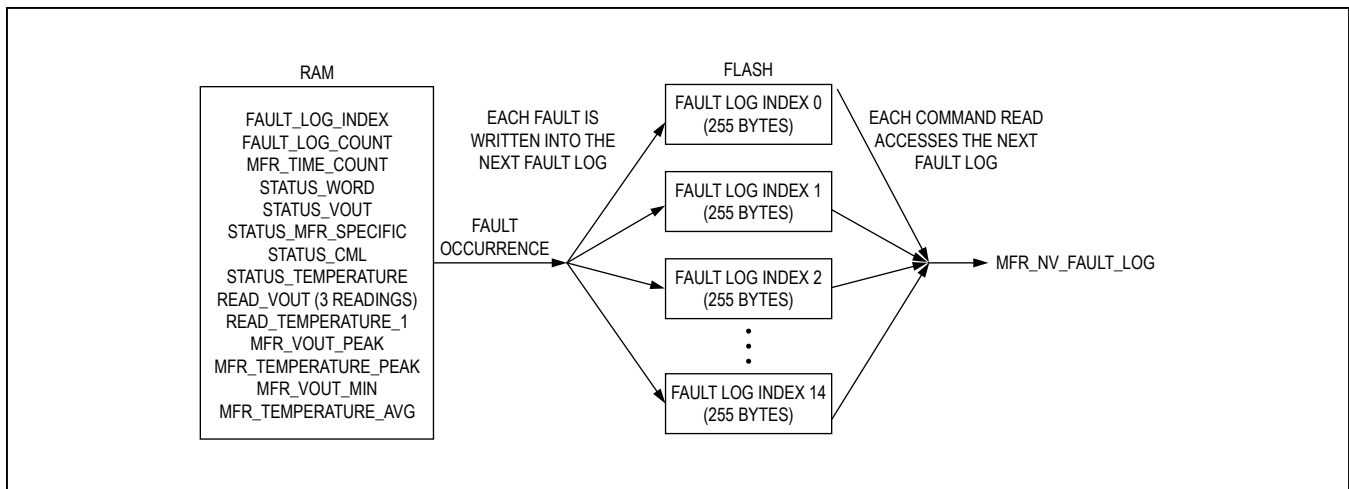 RAM
FAULT_LOG_INDEX
FAULT_LOG_COUNT
MFR_TIME_COUNT
STATUS_WORD
STATUS_VOUT
STATUS_MFR_SPECIFIC
STATUS_CML
STATUS_TEMPERATURE
READ_VOUT (3 READINGS)
READ_TEMPERATURE_1
MFR_VOUT_PEAK
MFR_TEMPERATURE_PEAK
MFR_VOUT_MIN
MFR_TEMPERATURE_AVG
FAULT
OCCURRENCE
EACH FAULT IS
WRITTEN INTO THE
NEXT FAULT LOG
FLASH
FAULT LOG INDEX 0
(255 BYTES)
FAULT LOG INDEX 1
(255 BYTES)
FAULT LOG INDEX 2
(255 BYTES)
FAULT LOG INDEX 14
(255 BYTES)
EACH COMMAND READ
ACCESSES THE NEXT
FAULT LOG
MFR_NV_FAULT_LOG